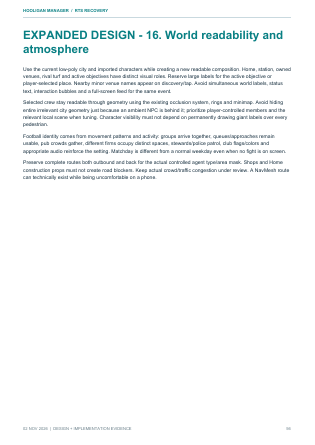 HOOLIGAN MANAGER / RTS RECOVERY
EXPANDED DESIGN - 16. World readability and
atmosphere
Use the current low-poly city and imported characters while creating a new readable composition. Home, station, owned
venues, rival turf and active objectives have distinct visual roles. Reserve large labels for the active objective or
player-selected place. Nearby minor venue names appear on discovery/tap. Avoid simultaneous world labels, status
text, interaction bubbles and a full-screen feed for the same event.
Selected crew stay readable through geometry using the existing occlusion system, rings and minimap. Avoid hiding
entire irrelevant city geometry just because an ambient NPC is behind it; prioritize player-controlled members and the
relevant local scene when tuning. Character visibility must not depend on permanently drawing giant labels over every
pedestrian.
Football identity comes from movement patterns and activity: groups arrive together, queues/approaches remain
usable, pub crowds gather, different firms occupy distinct spaces, stewards/police patrol, club flags/colors and
appropriate audio reinforce the setting. Matchday is different from a normal weekday even when no fight is on screen.
Preserve complete routes both outbound and back for the actual controlled agent type/area mask. Shops and Home
construction props must not create road blockers. Keep actual crowd/traffic congestion under review. A NavMesh route
can technically exist while being uncomfortable on a phone.
02 NOV 2025 | DESIGN + IMPLEMENTATION EVIDENCE